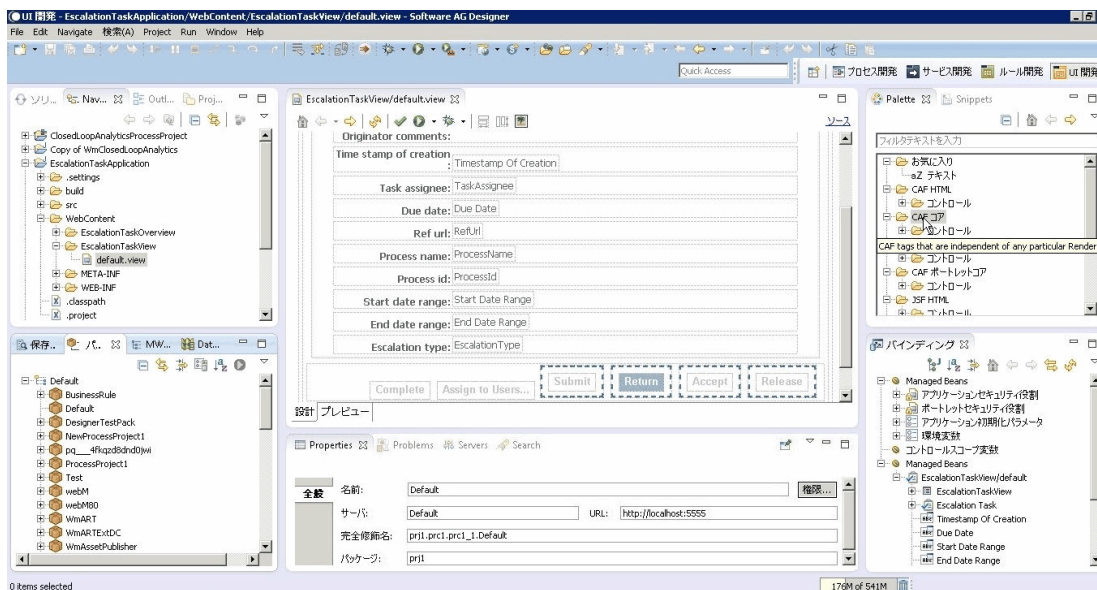 UI 開発 - EscalationTaskApplication/WebContent/EscalationTaskView/default.view - Software AG Designer
File Edit Navigate 検索(A) Project Run Window Help
Quick Access
プロセス開発 サービス開発 ルール開発 UI 開発
ソリ... Nav... Outl... Proj...
ClosedLoopAnalyticsProcessProject
Copy of WmClosedLoopAnalytics
EscalationTaskApplication
.settings
build
src
WebContent
EscalationTaskOverview
EscalationTaskView
default.view
META-INF
WEB-INF
.classpath
.project
保存.. パ.. MW... Dat...
Default
BusinessRule
Default
DesignerTestPack
NewProcessProject1
pq___4fkqzd8dnd0jwi
ProcessProject1
Test
webM
webM80
WmART
WmARTExtDC
WmAssetPublisher
EscalationTaskView/default.view
ソース
Originator comments:
Time stamp of creation : Timestamp Of Creation
Task assignee: TaskAssignee
Due date: Due Date
Ref url: RefUrl
Process name: ProcessName
Process id: ProcessId
Start date range: Start Date Range
End date range: End Date Range
Escalation type: EscalationType
Complete Assign to Users... Submit Return Accept Release
設計 プレビュー
Properties Problems Servers Search
全般
名前: Default 権限...
サーバ: Default URL: http://localhost:5555
完全修飾名: prj1.prc1.prc1_1.Default
パッケージ: prj1
Palette Snippets
フィルタテキストを入力
お気に入り
aZ テキスト
CAF HTML
コントロール
CAF コア
コントロール
CAF tags that are independent of any particular Render
コントロール
CAF ポートレットコア
コントロール
JSF HTML
コントロール
バインディング
Managed Beans
アプリケーションセキュリティ役割
ポートレットセキュリティ役割
アプリケーション初期化パラメータ
環境変数
コントロールスコープ変数
Managed Beans
EscalationTaskView/default
EscalationTaskView
Escalation Task
Timestamp Of Creation
Due Date
Start Date Range
End Date Range
0 items selected
176M of 541M